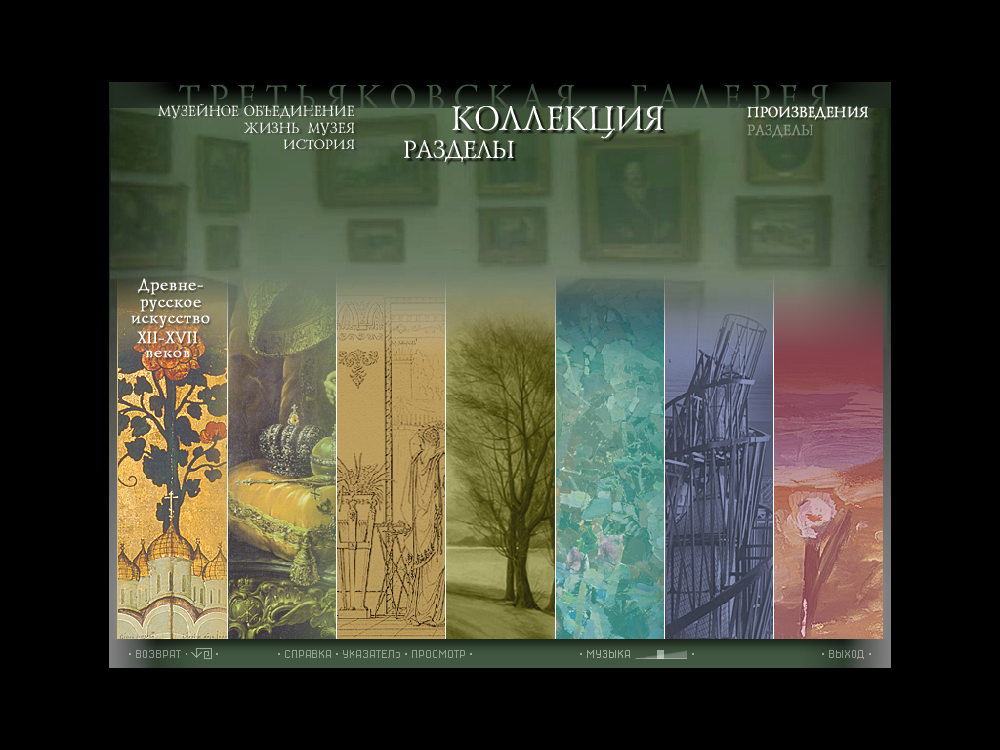 ТРЕТЬЯКОВСКАЯ ГАЛЕРЕЯ
МУЗЕЙНОЕ ОБЪЕДИНЕНИЕ
ЖИЗНЬ МУЗЕЯ
ИСТОРИЯ
КОЛЛЕКЦИЯ
РАЗДЕЛЫ
ПРОИЗВЕДЕНИЯ
РАЗДЕЛЫ
Древне-
русское
искусство
XII-XVII
веков
· ВОЗВРАТ ·
· СПРАВКА · УКАЗАТЕЛЬ · ПРОСМОТР ·
· МУЗЫКА ·
· ВЫХОД ·